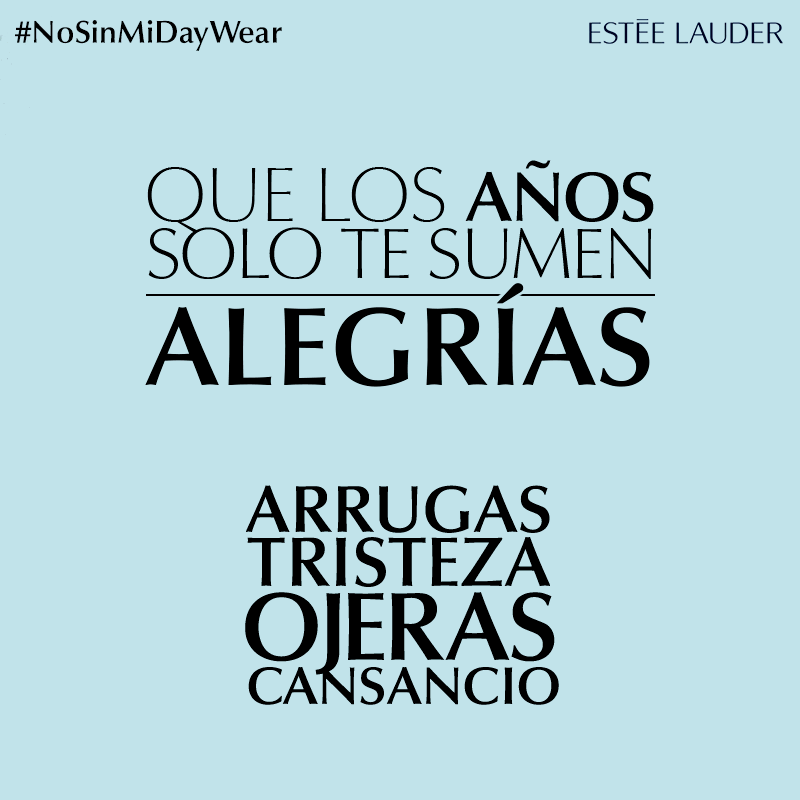 #NoSinMiDayWear
ESTĒE LAUDER
QUE LOS AÑOS
SOLO TE SUMEN
ALEGRÍAS
ARRUGAS
TRISTEZA
OJERAS
CANSANCIO